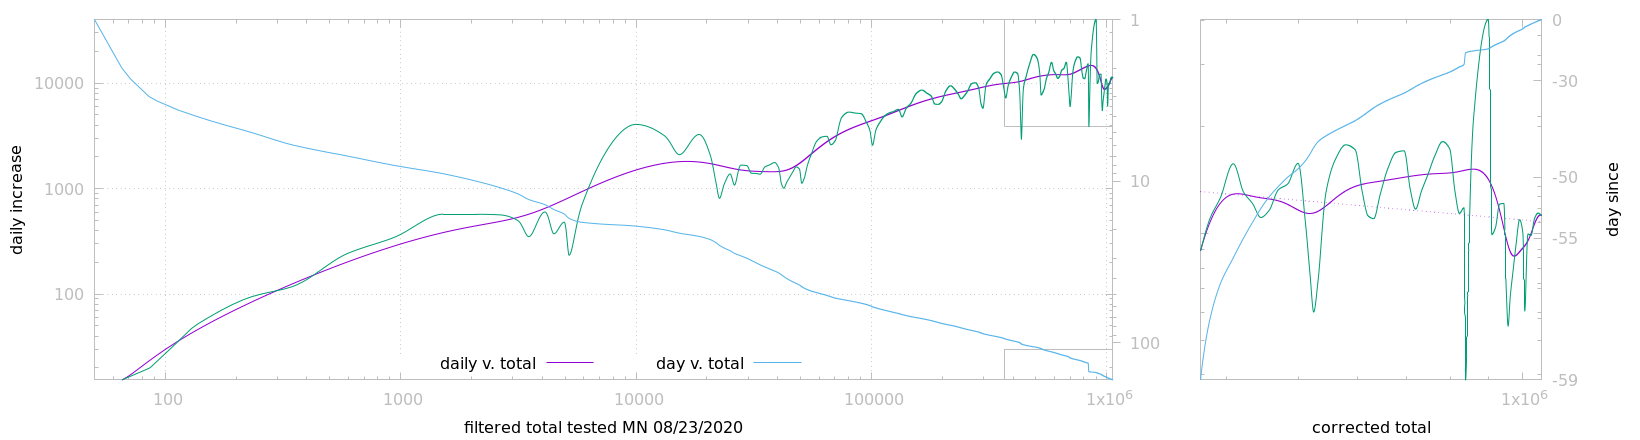 daily increase
10000
1000
100
100
1000
10000
100000
1x10^6
1
10
100
daily v. total
day v. total
filtered total tested MN 08/23/2020
0
-30
-50
-55
-59
day since
1x10^6
corrected total